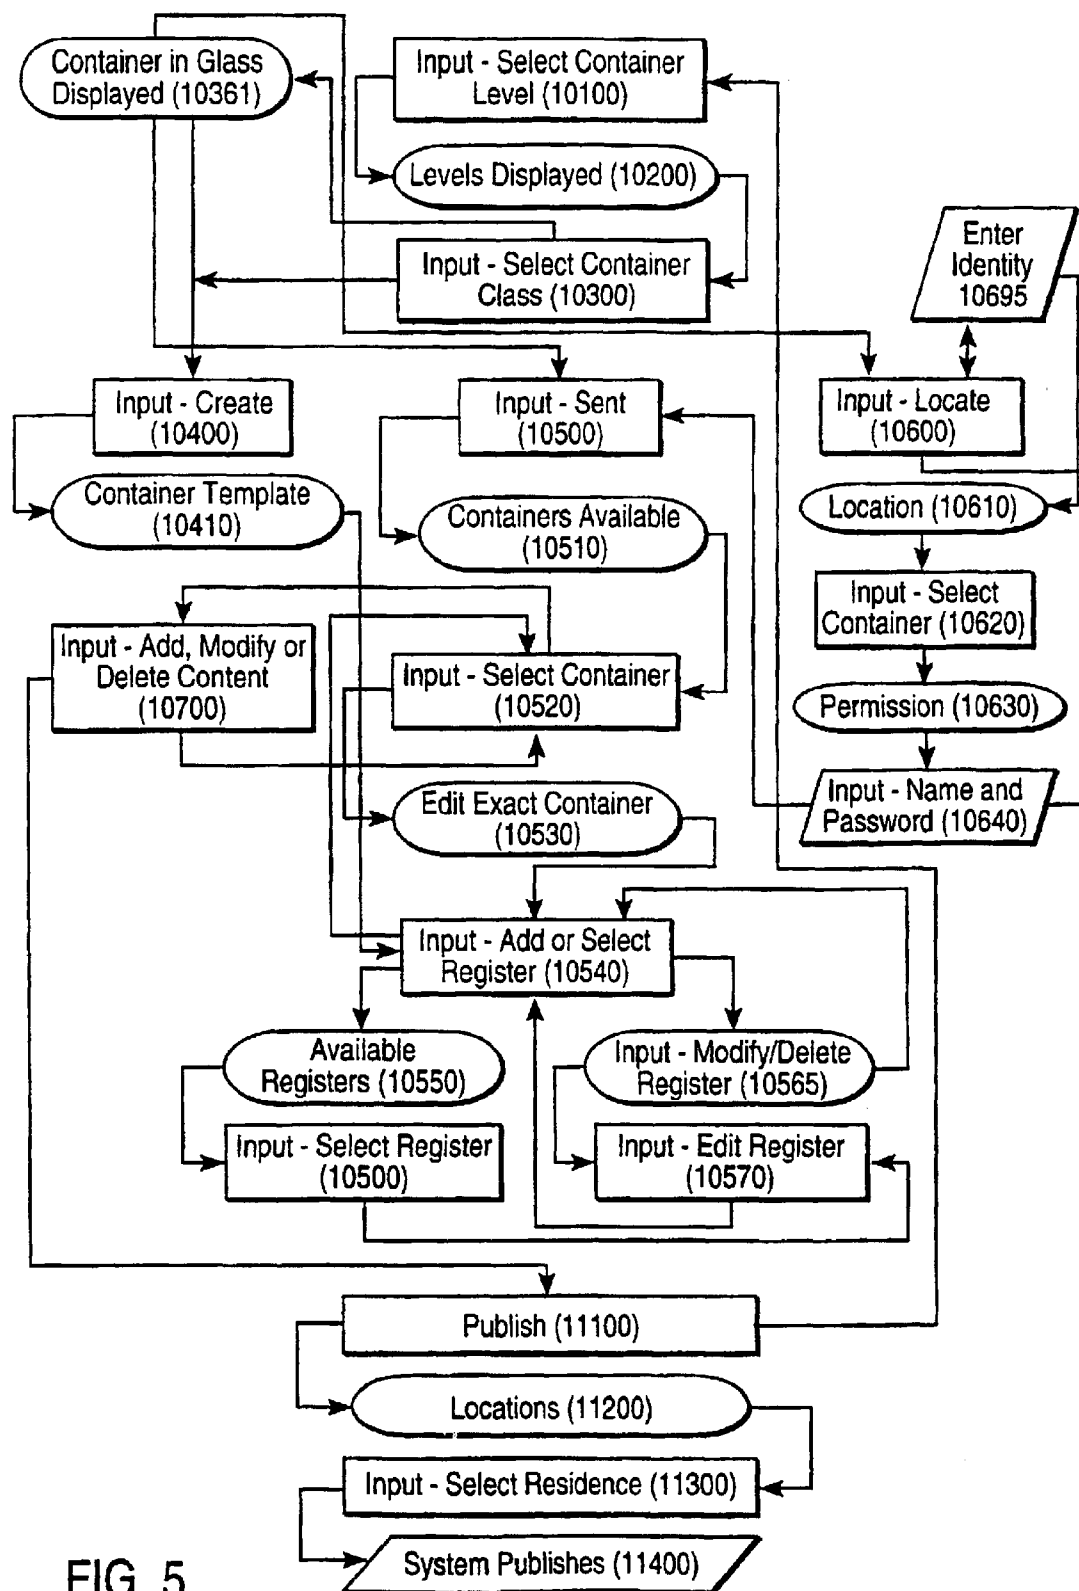 Container in Glass
Displayed (10361)
Input - Select Container
Level (10100)
Levels Displayed (10200)
Input - Select Container
Class (10300)
Enter
Identity
10695
Input - Create
(10400)
Input - Sent
(10500)
Input - Locate
(10600)
Container Template
(10410)
Containers Available
(10510)
Location (10610)
Input - Select
Container (10620)
Input - Add, Modify or
Delete Content
(10700)
Input - Select Container
(10520)
Permission (10630)
Edit Exact Container
(10530)
Input - Name and
Password (10640)
Input - Add or Select
Register (10540)
Available
Registers (10550)
Input - Modify/Delete
Register (10565)
Input - Select Register
(10500)
Input - Edit Register
(10570)
Publish (11100)
Locations (11200)
Input - Select Residence (11300)
System Publishes (11400)
FIG. 5